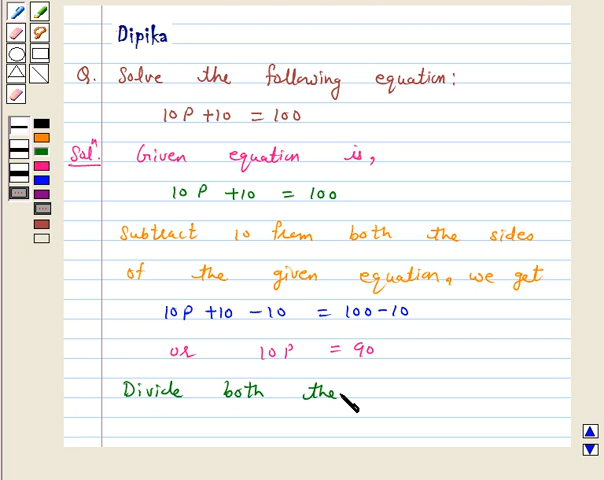 Dipika
Q. Solve the following equation:
10P +10 = 100
Solⁿ Given equation is,
10P +10 = 100
Subtract 10 from both the sides
of the given equation, we get
10P +10 -10 = 100-10
or 10P = 90
Divide both the